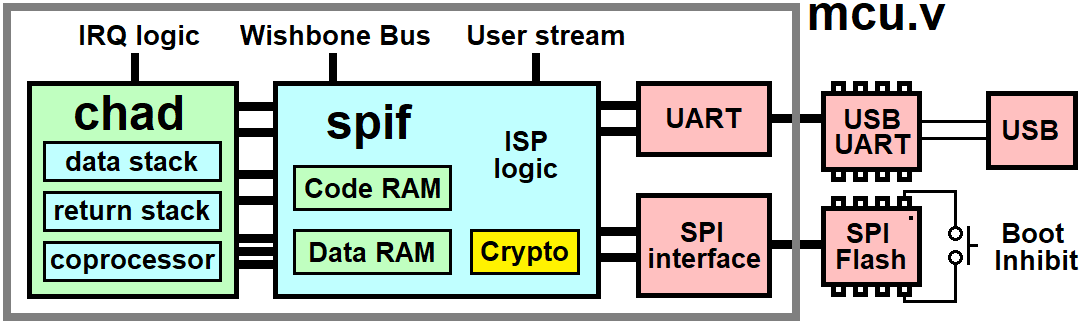 mcu.v
IRQ logic
Wishbone Bus
User stream
chad
data stack
return stack
coprocessor
spif
Code RAM
Data RAM
ISP
logic
Crypto
UART
SPI
interface
USB
UART
USB
SPI
Flash
Boot
Inhibit